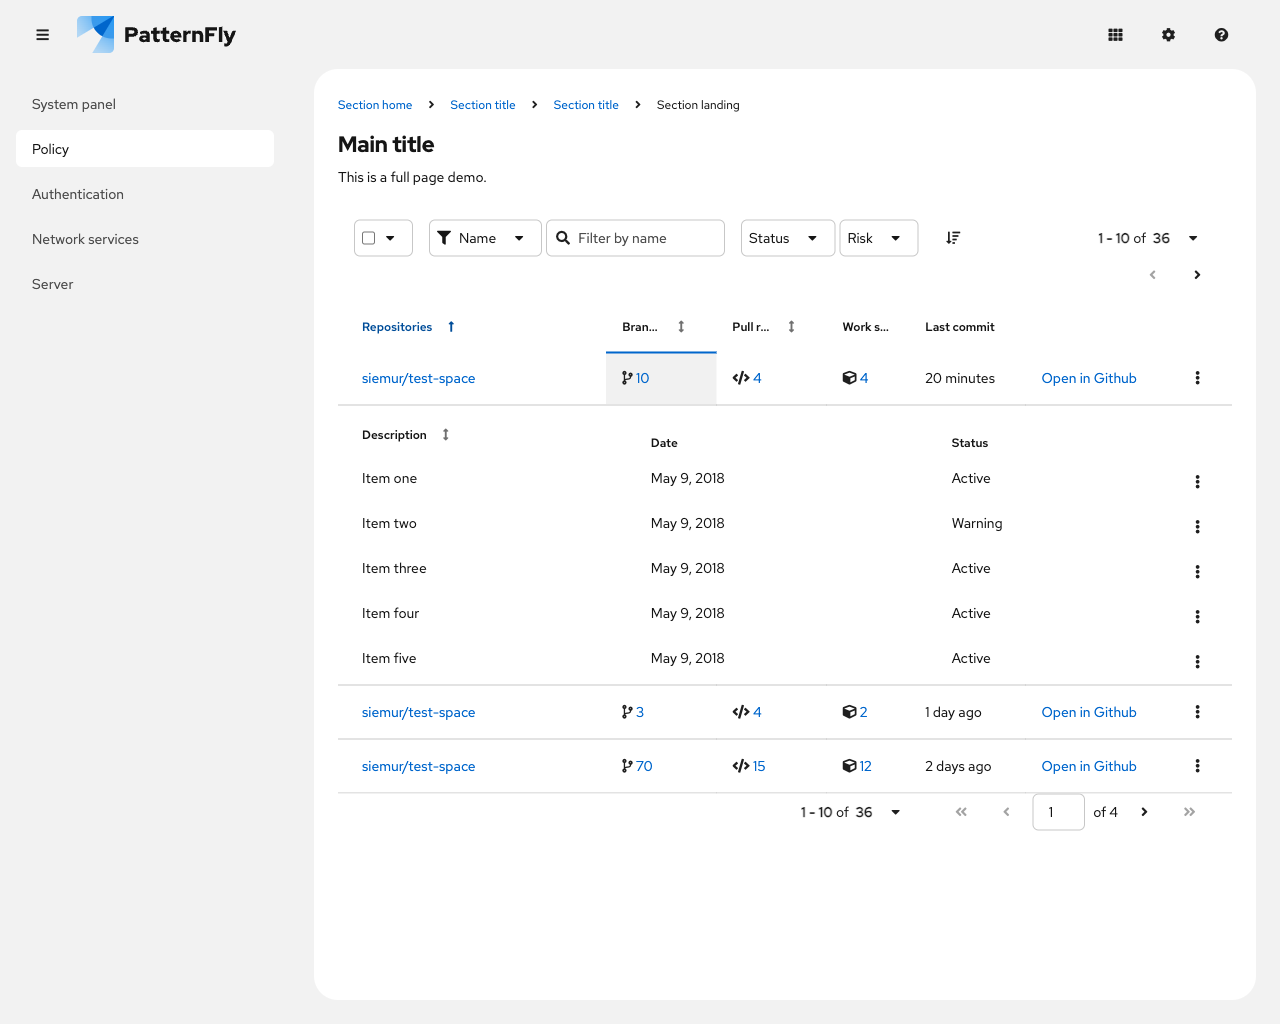 PatternFly
System panel
Policy
Authentication
Network services
Server
Section home Section title Section title Section landing
Main title
This is a full page demo.
Name Filter by name Status Risk 1 - 10 of 36
Repositories Bran... Pull r... Work s... Last commit
siemur/test-space 10 4 4 20 minutes Open in Github
Description Date Status
Item one May 9, 2018 Active
Item two May 9, 2018 Warning
Item three May 9, 2018 Active
Item four May 9, 2018 Active
Item five May 9, 2018 Active
siemur/test-space 3 4 2 1 day ago Open in Github
siemur/test-space 70 15 12 2 days ago Open in Github
1 - 10 of 36 1 of 4